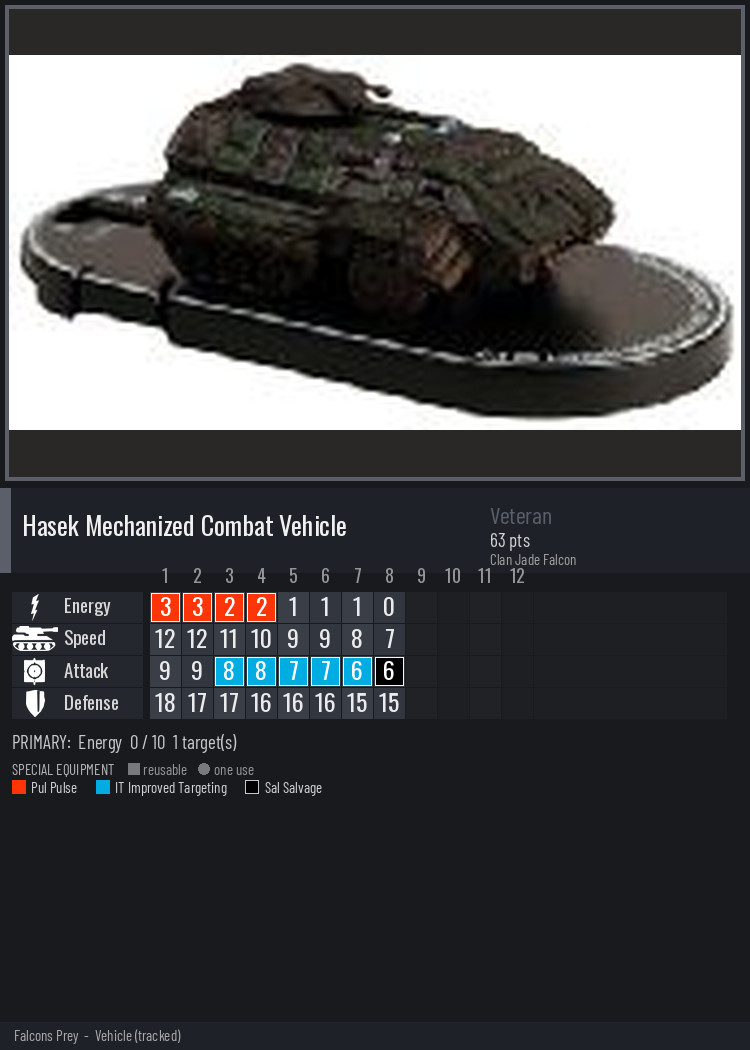 Hasek Mechanized Combat Vehicle
Veteran
63 pts
Clan Jade Falcon
1 2 3 4 5 6 7 8 9 10 11 12
Energy 3 3 2 2 1 1 1 0
Speed 12 12 11 10 9 9 8 7
Attack 9 9 8 8 7 7 6 6
Defense 18 17 17 16 16 16 15 15
PRIMARY: Energy 0 / 10 1 target(s)
SPECIAL EQUIPMENT reusable one use
Pul Pulse IT Improved Targeting Sal Salvage
Falcons Prey - Vehicle (tracked)